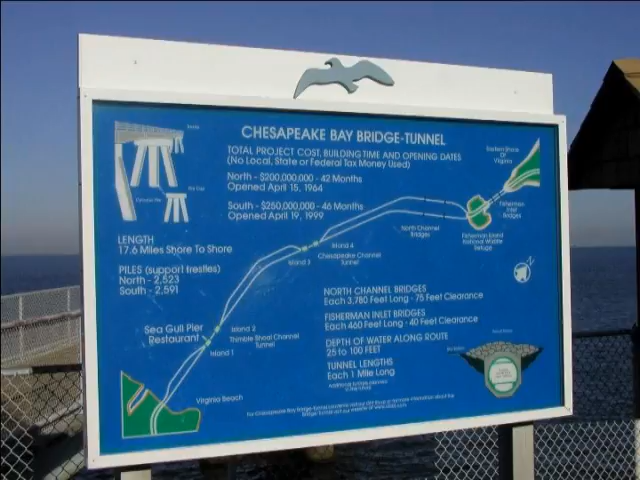 CHESAPEAKE BAY BRIDGE-TUNNEL
TOTAL PROJECT COST, BUILDING TIME AND OPENING DATES
(No Local, State or Federal Tax Money Used)
North - $200,000,000 - 42 Months
Opened April 15, 1964
South - $250,000,000 - 46 Months
Opened April 19, 1999
Eastern Shore
Of
Virginia
Fisherman
Inlet
Bridges
Fisherman Island
National Wildlife
Refuge
North Channel
Bridges
LENGTH
17.6 Miles Shore To Shore
Island 4
Chesapeake Channel
Tunnel
Island 3
PILES (support trestles)
North - 2,523
South - 2,591
NORTH CHANNEL BRIDGES
Each 3,780 Feet Long - 75 Feet Clearance
FISHERMAN INLET BRIDGES
Each 460 Feet Long - 40 Feet Clearance
Sea Gull Pier
Restaurant
Island 2
Thimble Shoal Channel
Tunnel
Island 1
DEPTH OF WATER ALONG ROUTE
25 to 100 FEET
TUNNEL LENGTHS
Each 1 Mile Long
Virginia Beach